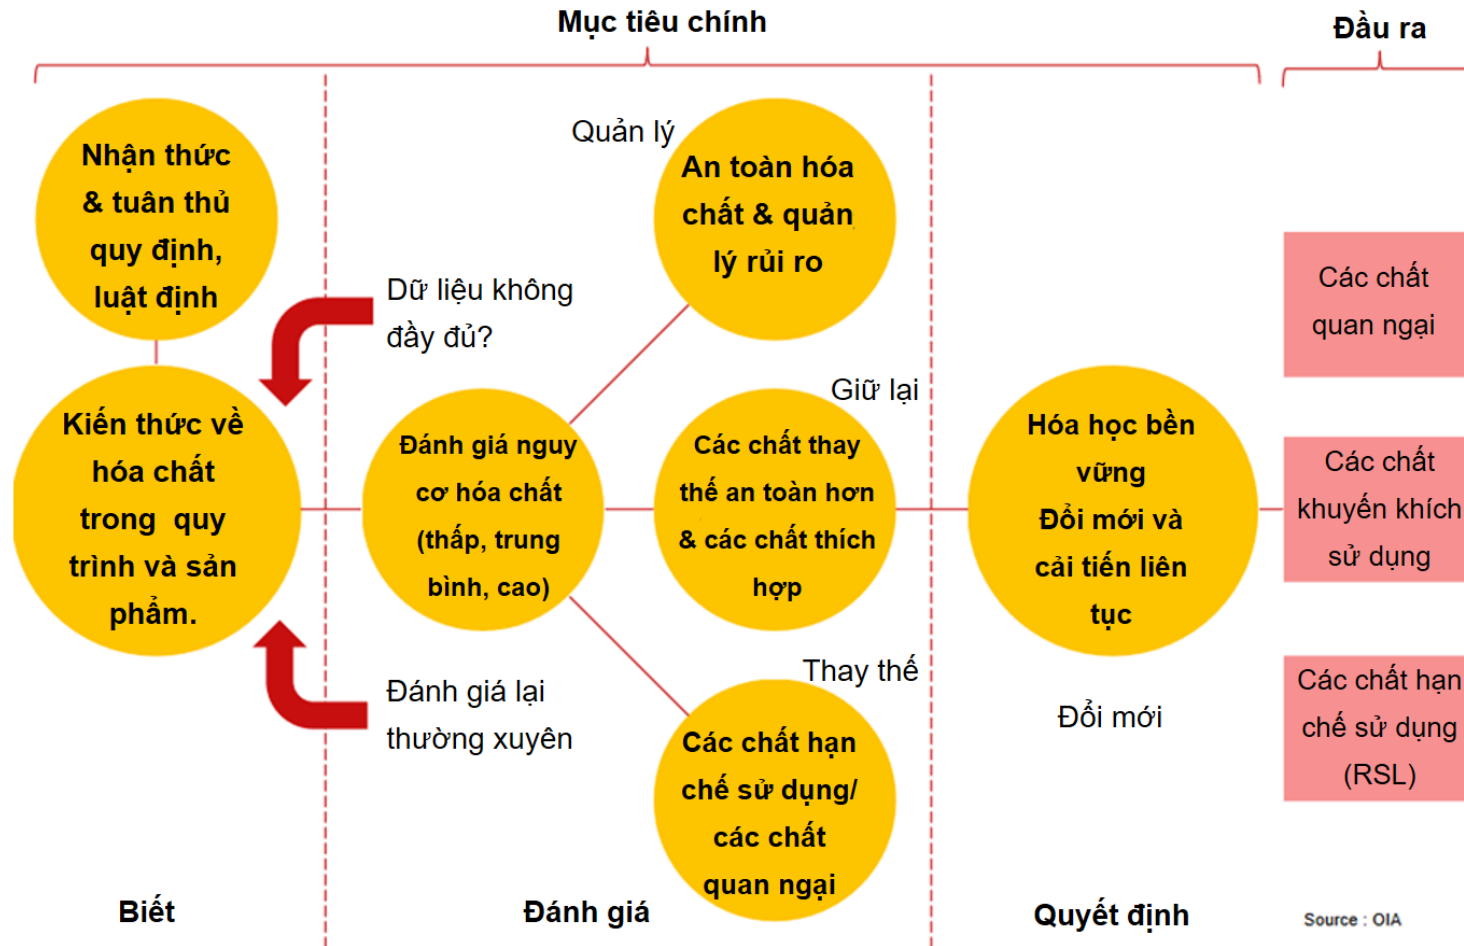 Mục tiêu chính
Đầu ra
Nhận thức
& tuân thủ
quy định,
luật định
Kiến thức về
hóa chất
trong quy
trình và sản
phẩm.
Dữ liệu không
đầy đủ?
Đánh giá lại
thường xuyên
Đánh giá nguy
cơ hóa chất
(thấp, trung
bình, cao)
Quản lý
An toàn hóa
chất & quản
lý rủi ro
Giữ lại
Các chất thay
thế an toàn hơn
& các chất thích
hợp
Thay thế
Các chất hạn
chế sử dụng/
các chất
quan ngại
Hóa học bền
vững
Đổi mới và
cải tiến liên
tục
Đổi mới
Các chất
quan ngại
Các chất
khuyến khích
sử dụng
Các chất hạn
chế sử dụng
(RSL)
Biết
Đánh giá
Quyết định
Source : OIA